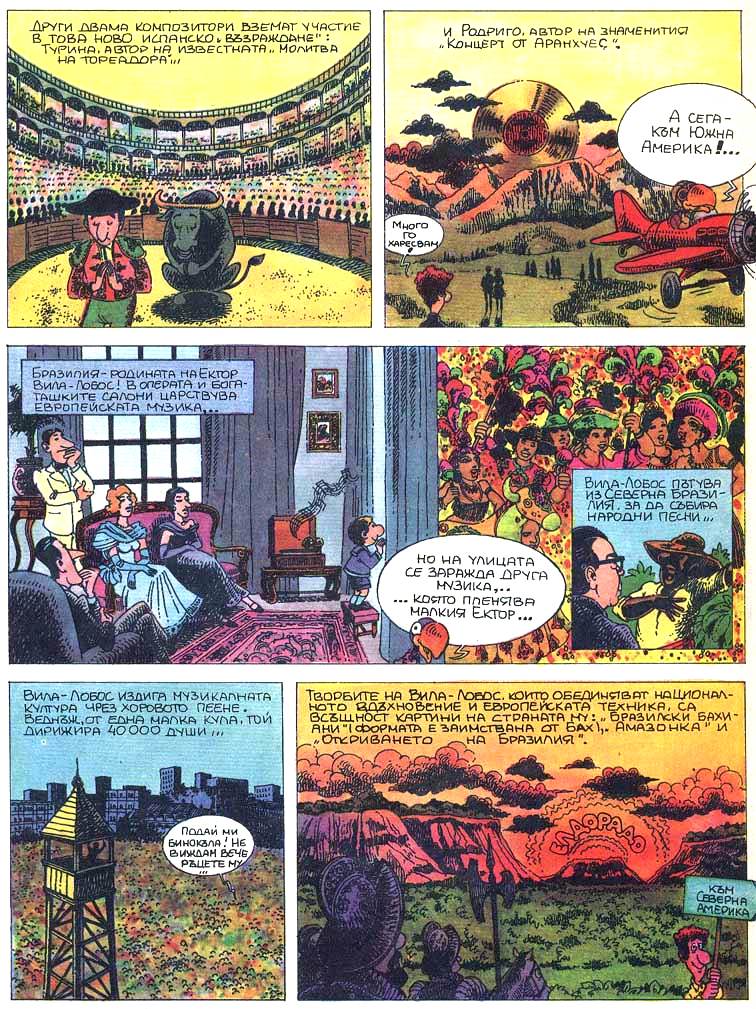 ДРУГИ ДВАМА КОМПОЗИТОРИ ВЗЕМАТ УЧАСТИЕ
В ТОВА НОВО ИСПАНСКО „ВЪЗРАЖДАНЕ":
ТУРИНА, АВТОР НА ИЗВЕСТНАТА „МОЛИТВА
НА ТОРЕАДОРА"...
И РОДРИГО, АВТОР НА ЗНАМЕНИТИЯ
„КОНЦЕРТ ОТ АРАНХУЕС".
А СЕГА-
КЪМ ЮЖНА
АМЕРИКА!...
МНОГО
ГО
ХАРЕСВАМ!
БРАЗИЛИЯ-РОДИНАТА НА ЕКТОР
ВИЛА-ЛОБОС! В ОПЕРАТА И БОГА-
ТАШКИТЕ САЛОНИ ЦАРСТВУВА
ЕВРОПЕЙСКАТА МУЗИКА...
НО НА УЛИЦАТА
СЕ ЗАРАЖДА ДРУГА
МУЗИКА,..
... КОЯТО ПЛЕНЯВА
МАЛКИЯ ЕКТОР...
ВИЛА-ЛОБОС ПЪТУВА
ИЗ СЕВЕРНА БРАЗИ-
ЛИЯ, ЗА ДА СЪБИРА
НАРОДНИ ПЕСНИ...
ВИЛА-ЛОБОС ИЗДИГА МУЗИКАЛНАТА
КУЛТУРА ЧРЕЗ ХОРОВОТО ПЕЕНЕ.
ВЕДНЪЖ, ОТ ЕДНА МАЛКА КУЛА, ТОЙ
ДИРИЖИРА 40 000 ДУШИ...
ПОДАЙ МИ
БИНОКЪЛА! НЕ
ВИЖДАМ ВЕЧЕ
РЪЦЕТЕ МУ
...
ТВОРБИТЕ НА ВИЛА-ЛОБОС, КОИТО ОБЕДИНЯВАТ НАЦИОНАЛ-
НОТО ВДЪХНОВЕНИЕ И ЕВРОПЕЙСКАТА ТЕХНИКА, СА
ВСЪЩНОСТ КАРТИНИ НА СТРАНАТА МУ: „БРАЗИЛСКИ БАХИ-
АНИ" (ФОРМАТА Е ЗАИМСТВАНА ОТ БАХ), „АМАЗОНКА" И
„ОТКРИВАНЕТО НА БРАЗИЛИЯ".
ЕЛДОРАДО
КЪМ
СЕВЕРНА
АМЕРИКА